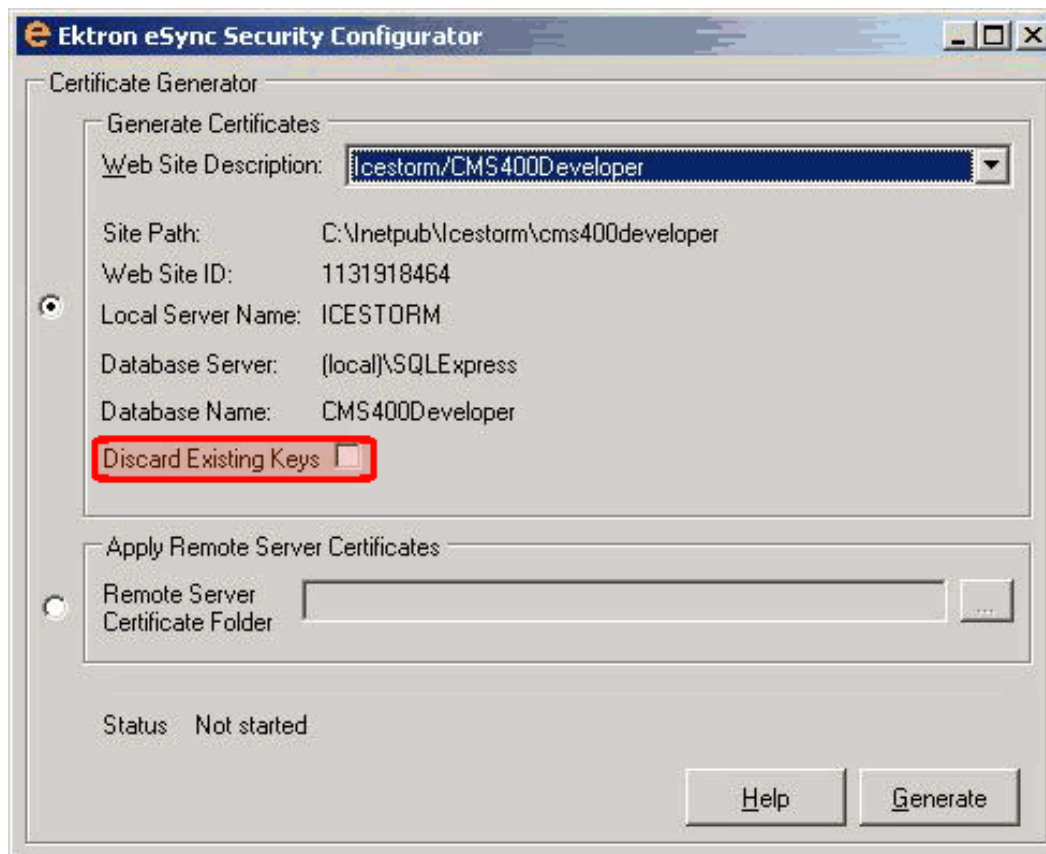 Ektron eSync Security Configurator
Certificate Generator
Generate Certificates
Web Site Description: Icestorm/CMS400Developer
Site Path: C:\Inetpub\Icestorm\cms400developer
Web Site ID: 1131918464
Local Server Name: ICESTORM
Database Server: (local)\SQLExpress
Database Name: CMS400Developer
Discard Existing Keys
Apply Remote Server Certificates
Remote Server
Certificate Folder
...
Status Not started
Help Generate